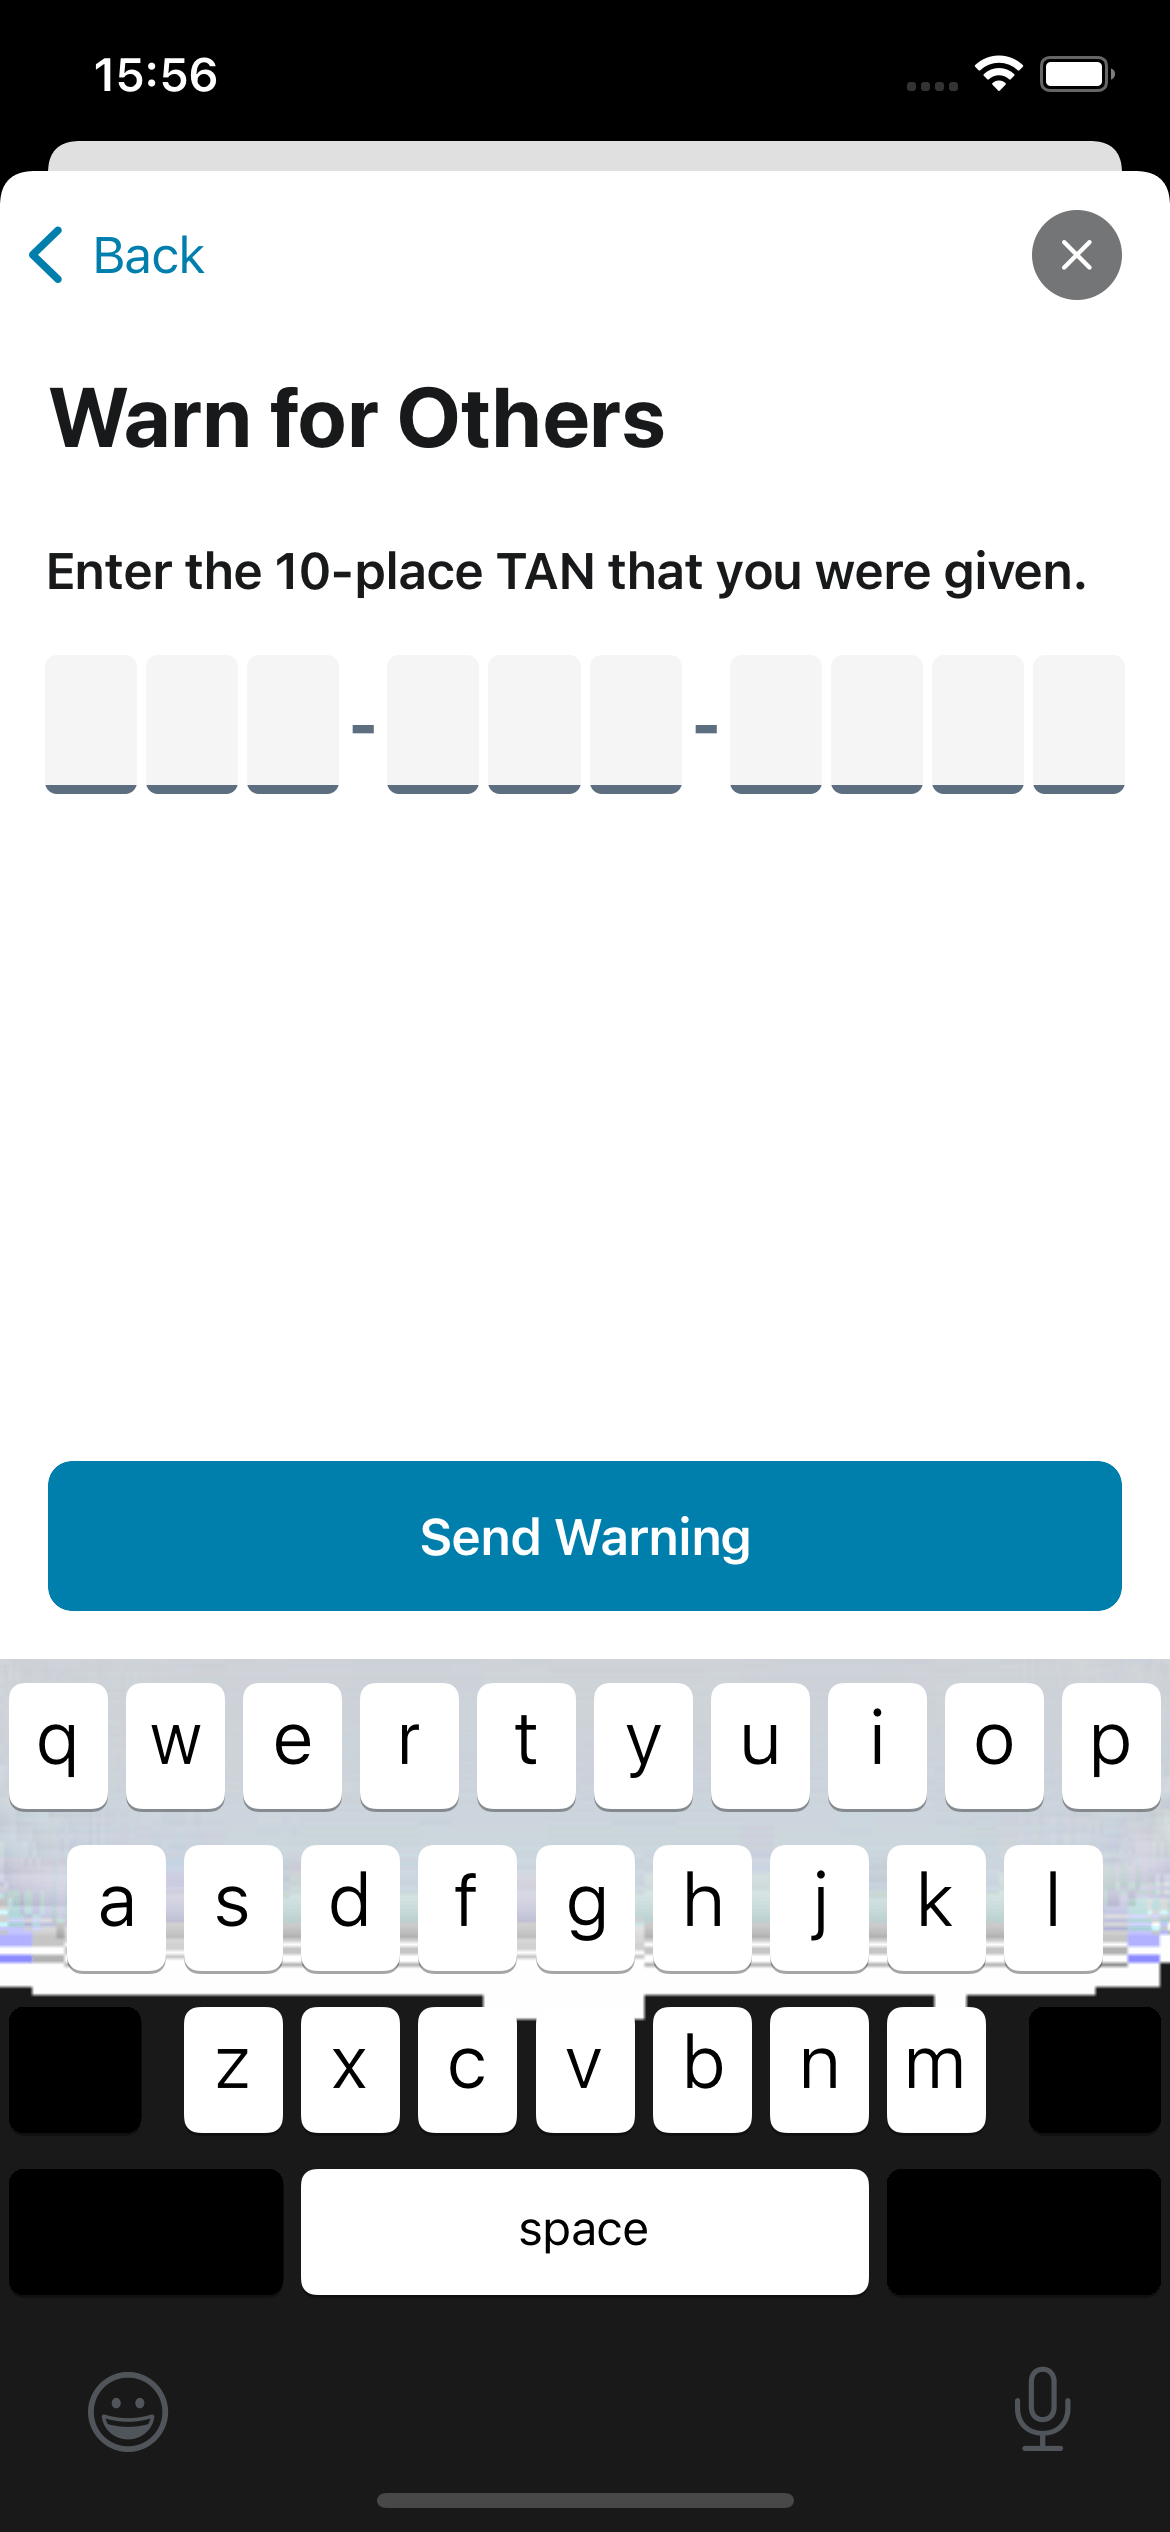 15:56
Back
Warn for Others
Enter the 10-place TAN that you were given.
- -
Send Warning
q w e r t y u i o p
a s d f g h j k l
z x c v b n m
space